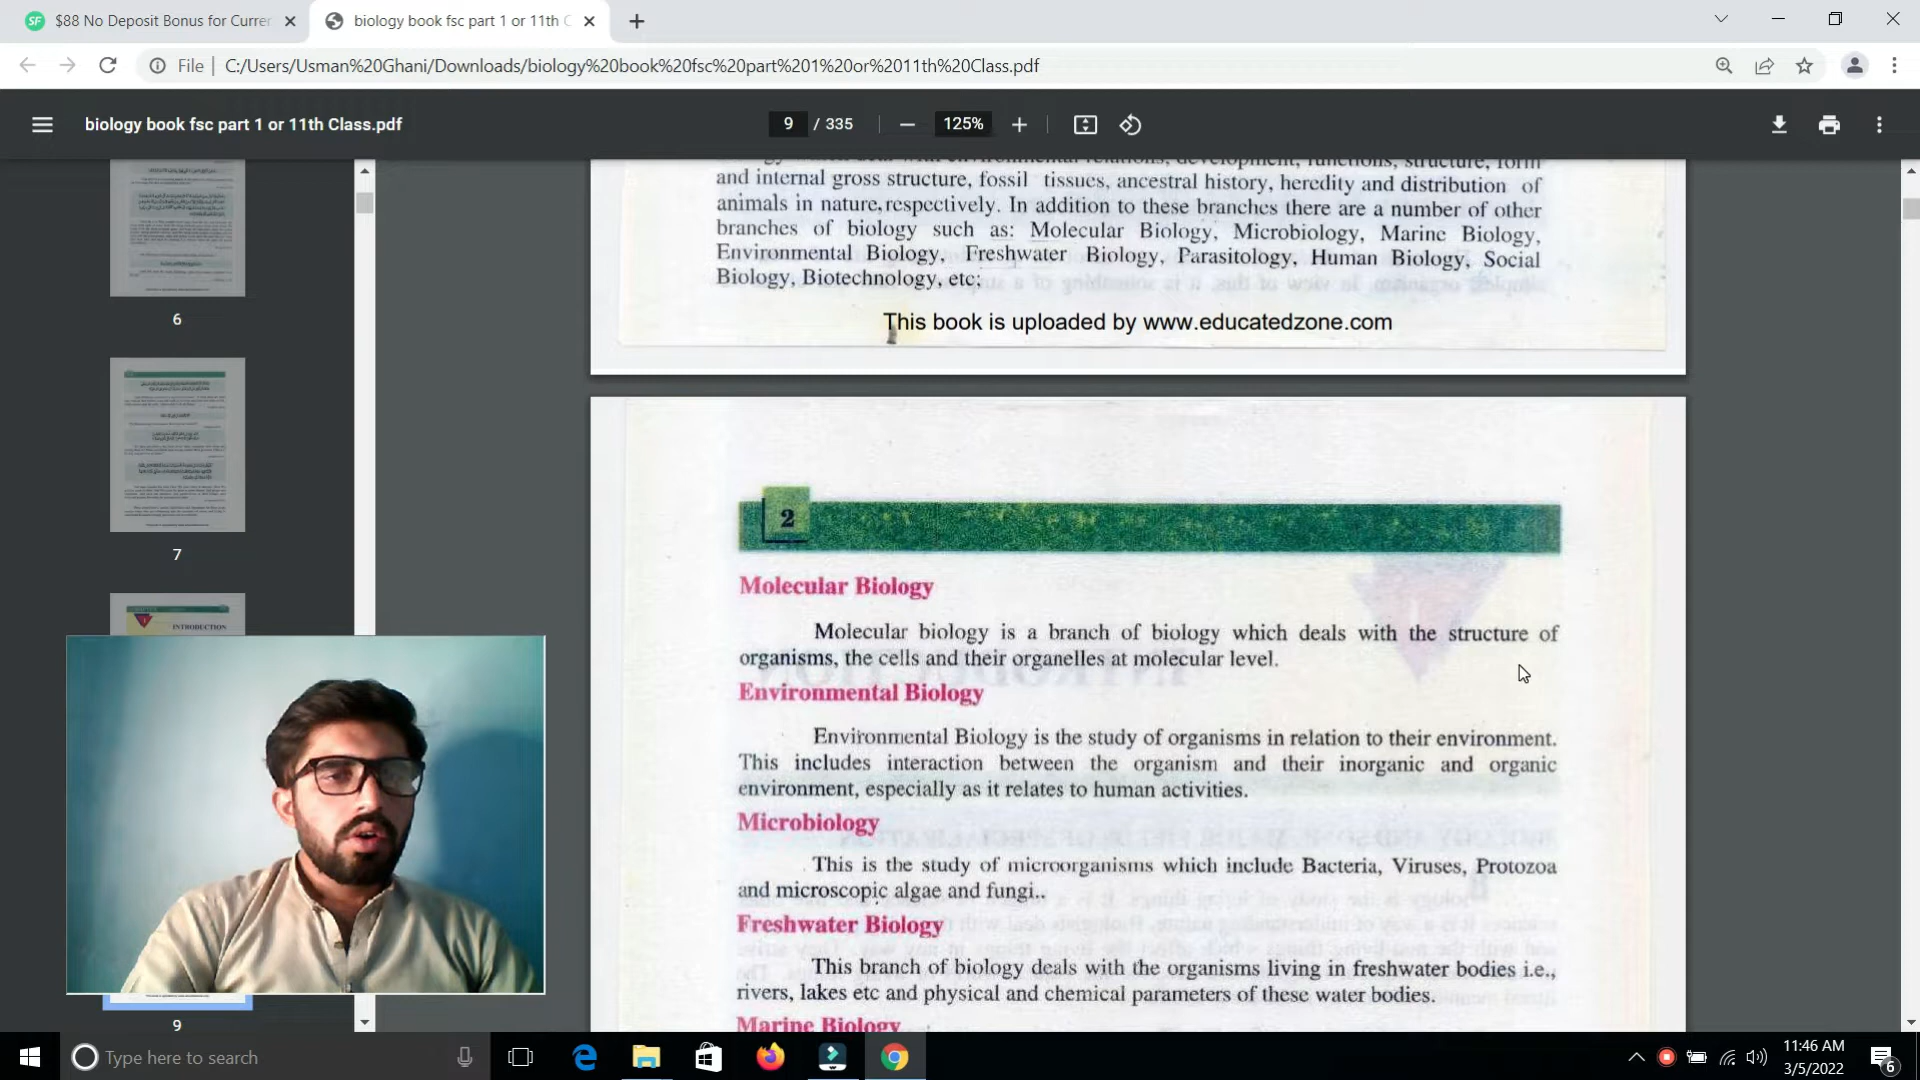 $88 No Deposit Bonus for Curre
biology book fsc part 1 or 11th C
File
C:/Users/Usman%20Ghani/Downloads/biology%20book%20fsc%20part%201%20or%2011th%20Class.pdf
biology book fsc part 1 or 11th Class.pdf
9 / 335
125%
and internal gross structure, fossil tissues, ancestral history, heredity and distribution of
animals in nature, respectively. In addition to these branches there are a number of other
branches of biology such as: Molecular Biology, Microbiology, Marine Biology,
Environmental Biology, Freshwater Biology, Parasitology, Human Biology, Social
Biology, Biotechnology, etc;
This book is uploaded by www.educatedzone.com
6
7
INTRODUCTION
9
2
Molecular Biology
Molecular biology is a branch of biology which deals with the structure of
organisms, the cells and their organelles at molecular level.
Environmental Biology
Environmental Biology is the study of organisms in relation to their environment.
This includes interaction between the organism and their inorganic and organic
environment, especially as it relates to human activities.
Microbiology
This is the study of microorganisms which include Bacteria, Viruses, Protozoa
and microscopic algae and fungi..
Freshwater Biology
This branch of biology deals with the organisms living in freshwater bodies i.e.,
rivers, lakes etc and physical and chemical parameters of these water bodies.
Marine Biology
Type here to search
11:46 AM
3/5/2022
6